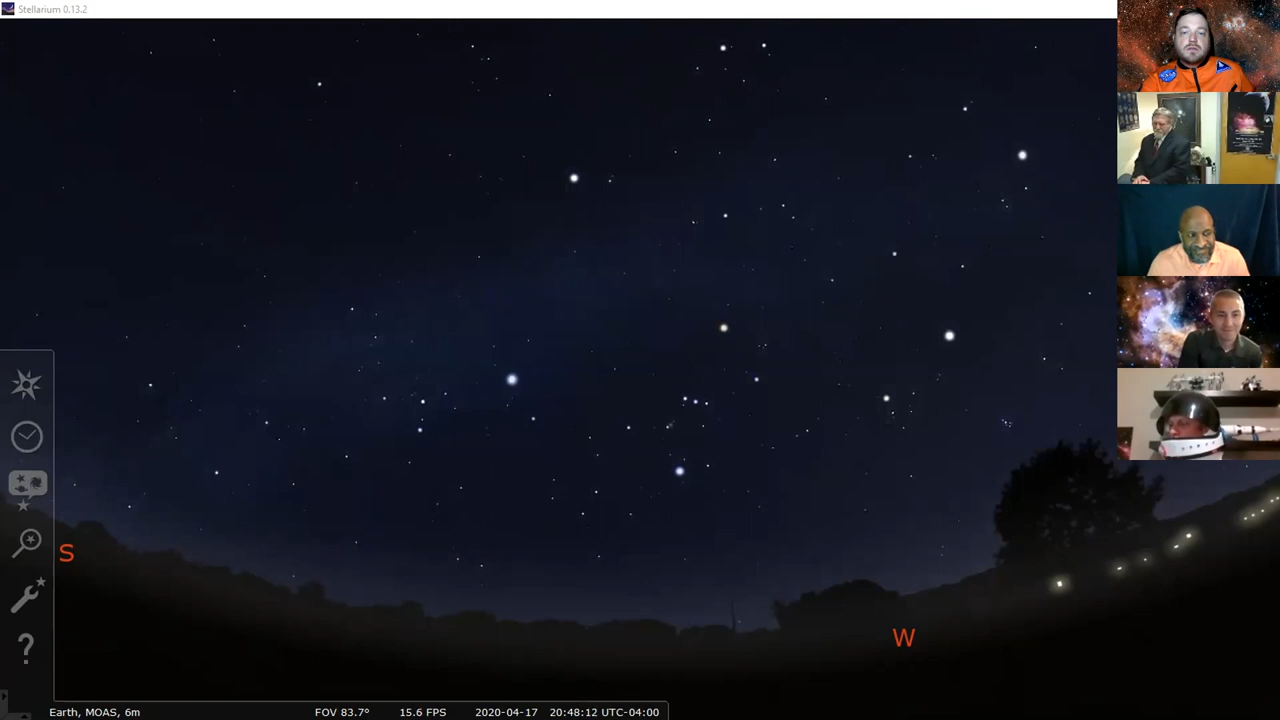 Stellarium 0.13.2
S
W
?
Earth, MOAS, 6m FOV 83.7° 15.6 FPS 2020-04-17 20:48:12 UTC-04:00